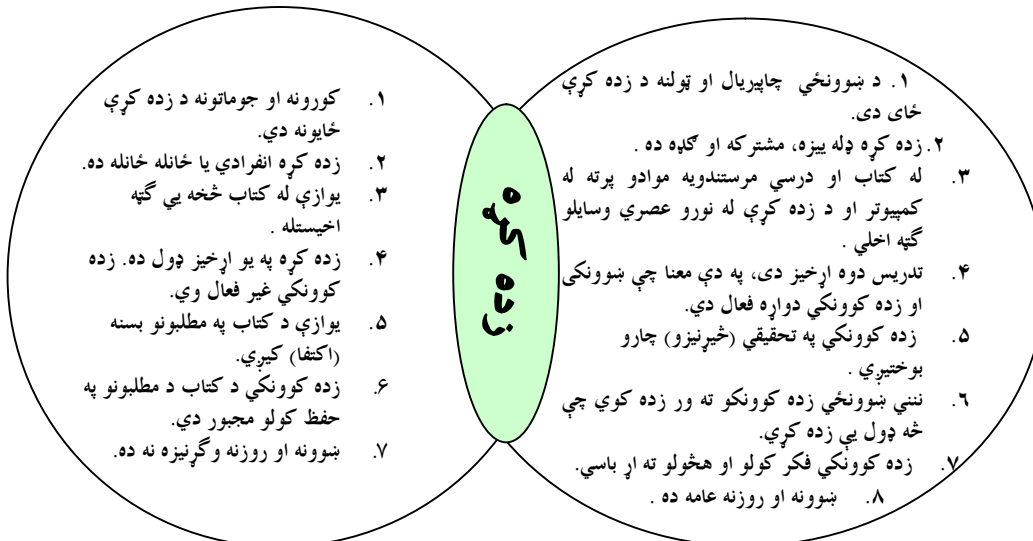 ۱. د ښوونځي چاپیریال او ټولنه د زده کړې
ځای دی.
۲. زده کړه ډله ییزه، مشترکه او ګډه ده .
۳. له کتاب او درسي مرستندویه موادو پرته له
کمپیوتر او د زده کړې له نورو عصري وسایلو
ګټه اخلي .
۴. تدریس دوه اړخیز دی، په دې معنا چې ښوونکی
او زده کوونکي دواړه فعال دي.
۵. زده کوونکي په تحقیقي (څیړنیزو) چارو
بوختیږي .
٦. نننی ښوونځي زده کوونکو ته ور زده کوي چې
څه ډول یې زده کړي.
۷. زده کوونکي فکر کولو او هڅولو ته اړ باسي.
۸. ښوونه او روزنه عامه ده .
زده کړه
۱. کورونه او جوماتونه د زده کړې
ځایونه دي.
۲. زده کړه انفرادي یا ځانله ځانله ده.
۳. یوازې له کتاب څخه یې ګټه
اخیستله .
۴. زده کړه په یو اړخیز ډول ده. زده
کوونکي غیر فعال وي.
۵. یوازې د کتاب په مطلبونو بسنه
(اکتفا) کیږي.
۶. زده کوونکي د کتاب د مطلبونو په
حفظ کولو مجبور دي.
۷. ښوونه او روزنه وګړنیزه نه ده.